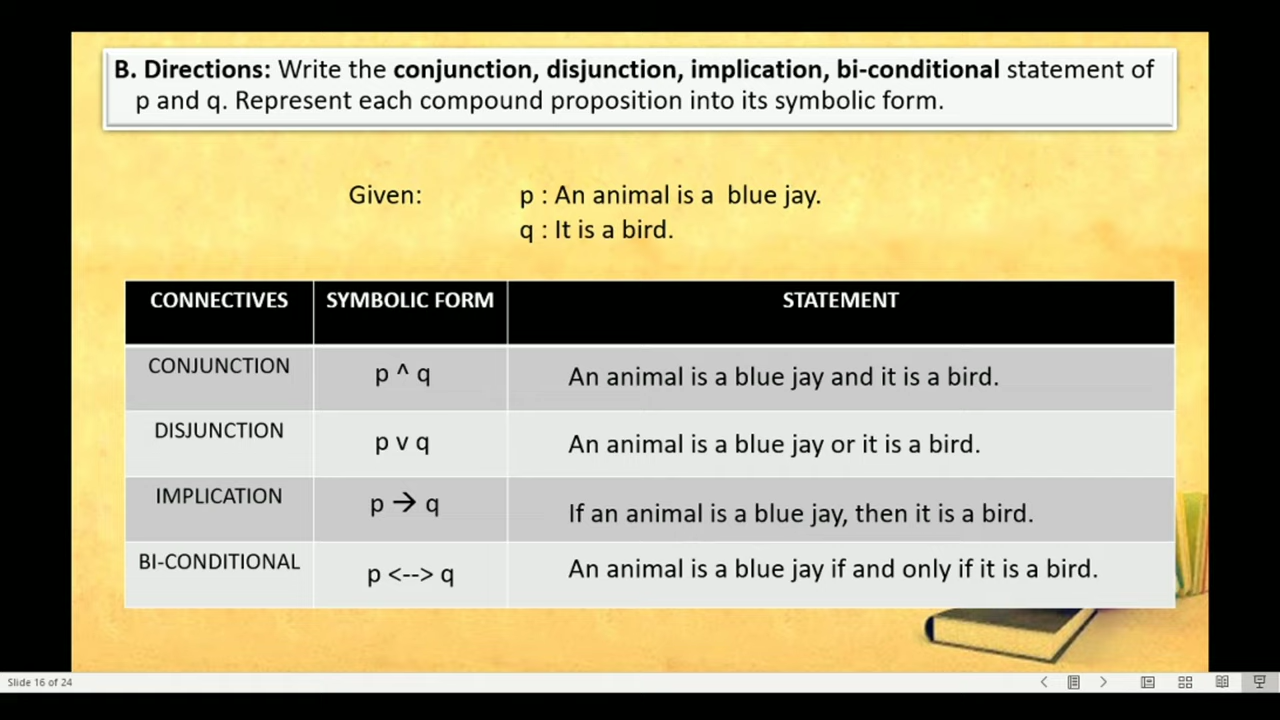 B. Directions: Write the conjunction, disjunction, implication, bi-conditional statement of
p and q. Represent each compound proposition into its symbolic form.
Given: p : An animal is a blue jay.
q : It is a bird.
CONNECTIVES SYMBOLIC FORM STATEMENT
CONJUNCTION p ^ q An animal is a blue jay and it is a bird.
DISJUNCTION p v q An animal is a blue jay or it is a bird.
IMPLICATION p → q If an animal is a blue jay, then it is a bird.
BI-CONDITIONAL p <--> q An animal is a blue jay if and only if it is a bird.
Slide 16 of 24